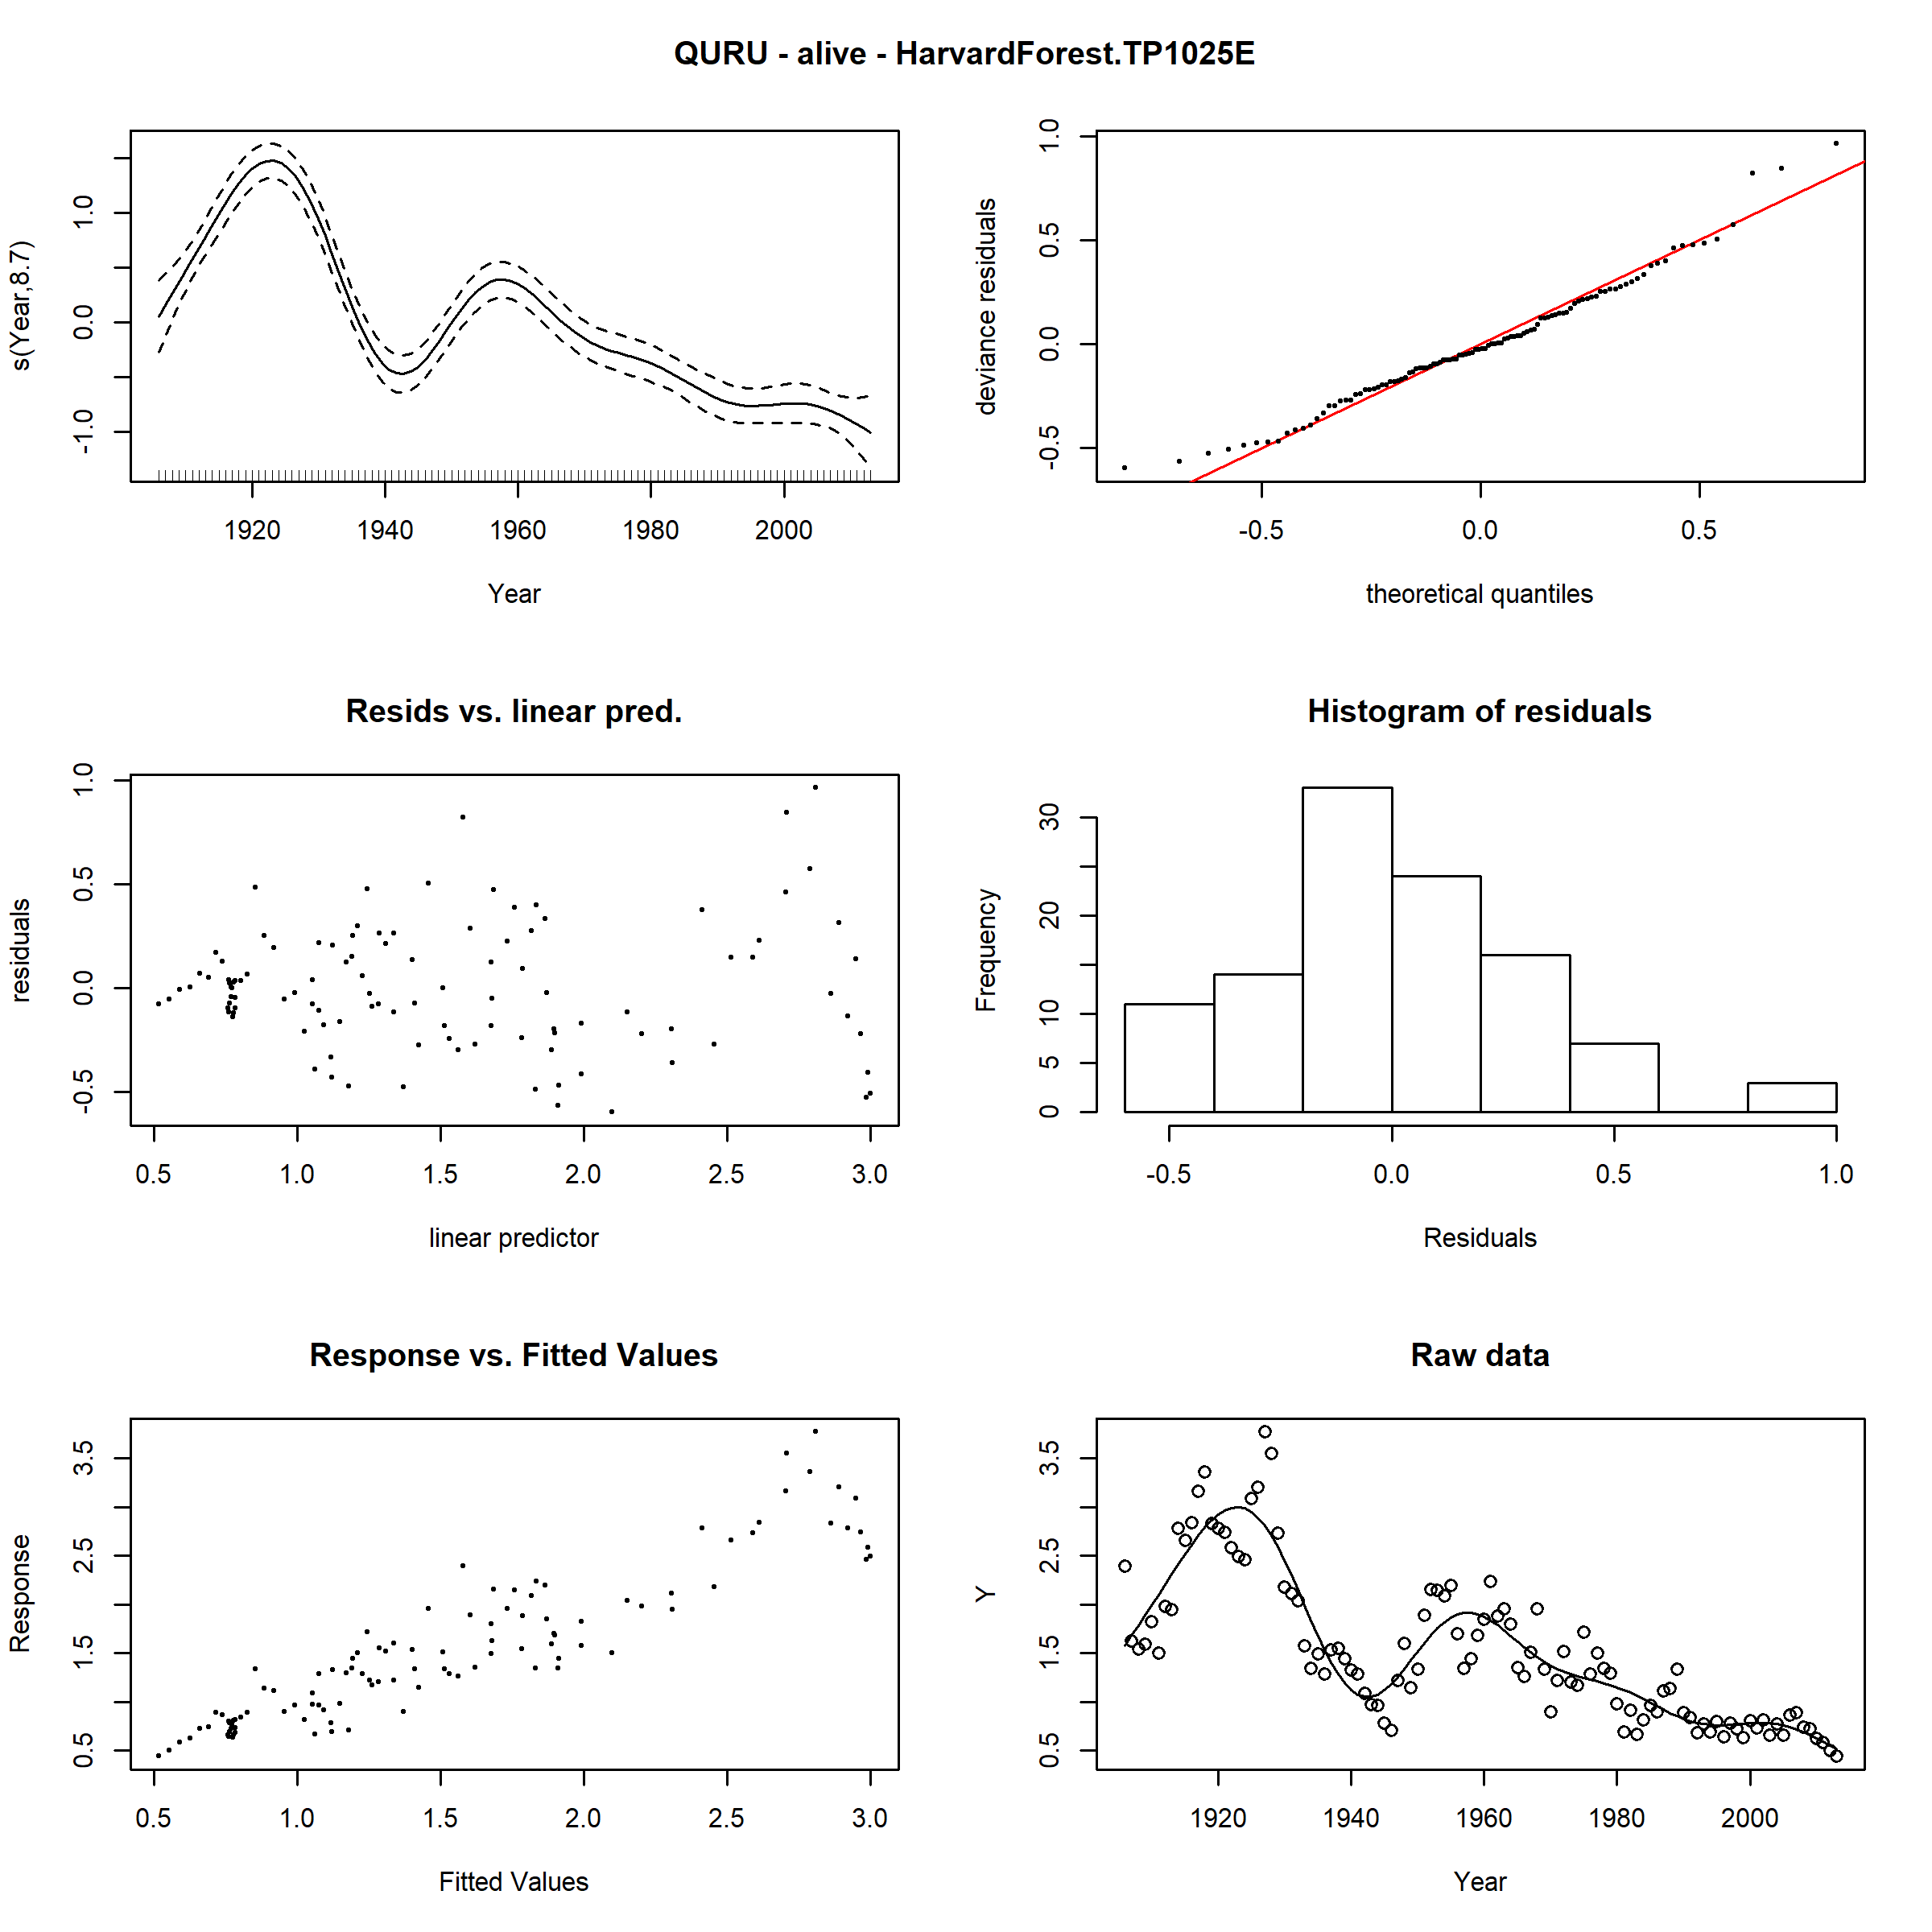 QURU - alive - HarvardForest.TP1025E
s(Year,8.7)
1.0
0.0
-1.0
1920 1940 1960 1980 2000
Year
deviance residuals
1.0
0.5
0.0
-0.5
-0.5 0.0 0.5
theoretical quantiles
Resids vs. linear pred.
residuals
1.0
0.5
0.0
-0.5
0.5 1.0 1.5 2.0 2.5 3.0
linear predictor
Histogram of residuals
Frequency
30
20
10
5
0
-0.5 0.0 0.5 1.0
Residuals
Response vs. Fitted Values
Response
3.5
2.5
1.5
0.5
0.5 1.0 1.5 2.0 2.5 3.0
Fitted Values
Raw data
Y
3.5
2.5
1.5
0.5
1920 1940 1960 1980 2000
Year